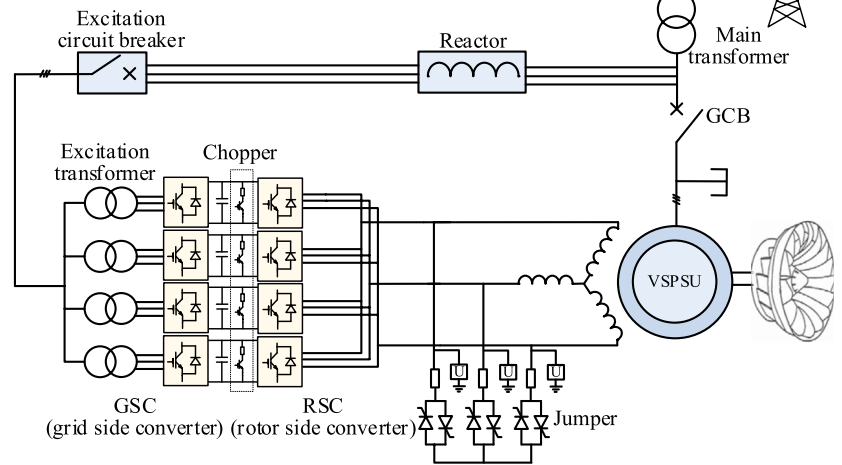 Excitation
circuit breaker
Reactor
Main
transformer
GCB
Excitation
transformer
Chopper
VSPSU
U
U
U
GSC
(grid side converter)
RSC
(rotor side converter)
Jumper